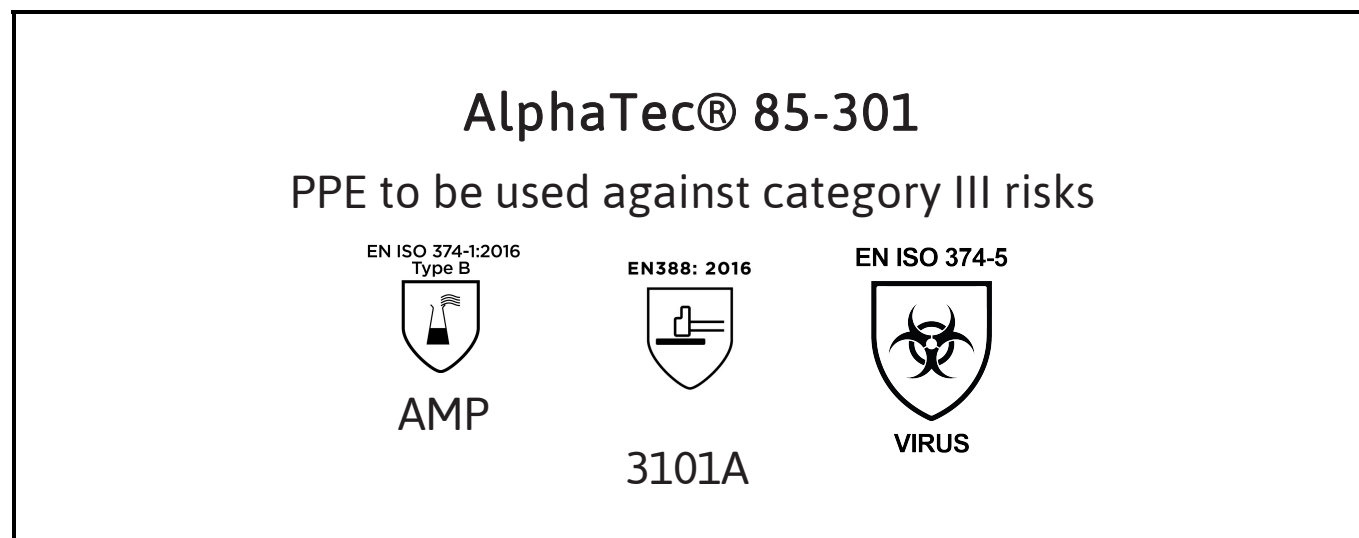 AlphaTec® 85-301
PPE to be used against category III risks
EN ISO 374-1:2016
Type B
AMP
EN388: 2016
3101A
EN ISO 374-5
VIRUS